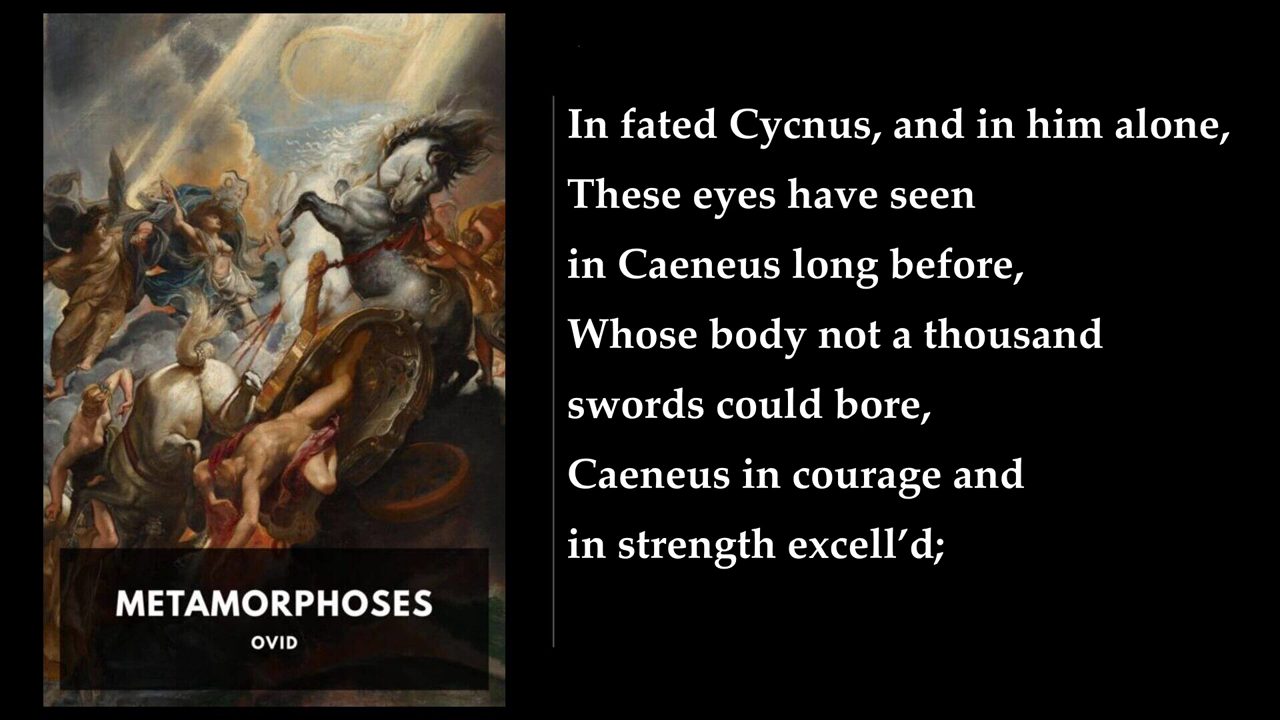 METAMORPHOSES
OVID
In fated Cycnus, and in him alone,
These eyes have seen
in Caeneus long before,
Whose body not a thousand
swords could bore,
Caeneus in courage and
in strength excell’d;